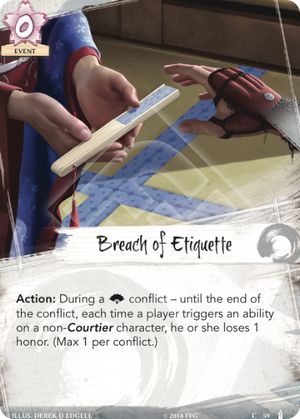 0
EVENT
Breach of Etiquette
Action: During a conflict – until the end of
the conflict, each time a player triggers an ability
on a non-Courtier character, he or she loses 1
honor. (Max 1 per conflict.)
ILLUS. DEREK D EDGELL ©2018 FFG C 59